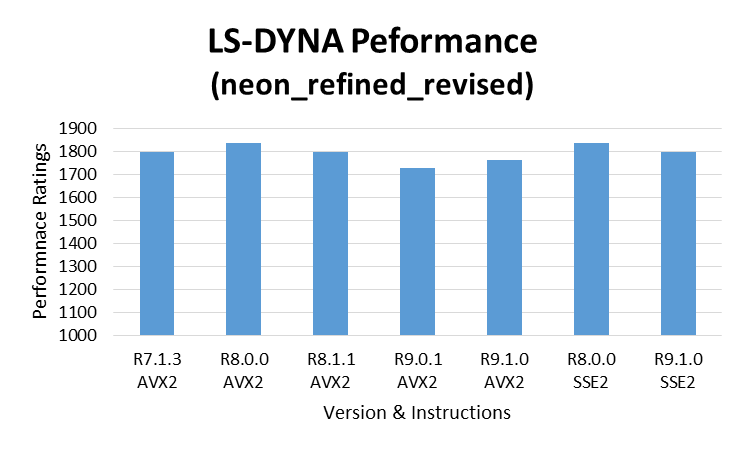 LS-DYNA Peformance
(neon_refined_revised)
Performnace Ratings
1900
1800
1700
1600
1500
1400
1300
1200
1100
1000
R7.1.3 R8.0.0 R8.1.1 R9.0.1 R9.1.0 R8.0.0 R9.1.0
AVX2 AVX2 AVX2 AVX2 AVX2 SSE2 SSE2
Version & Instructions